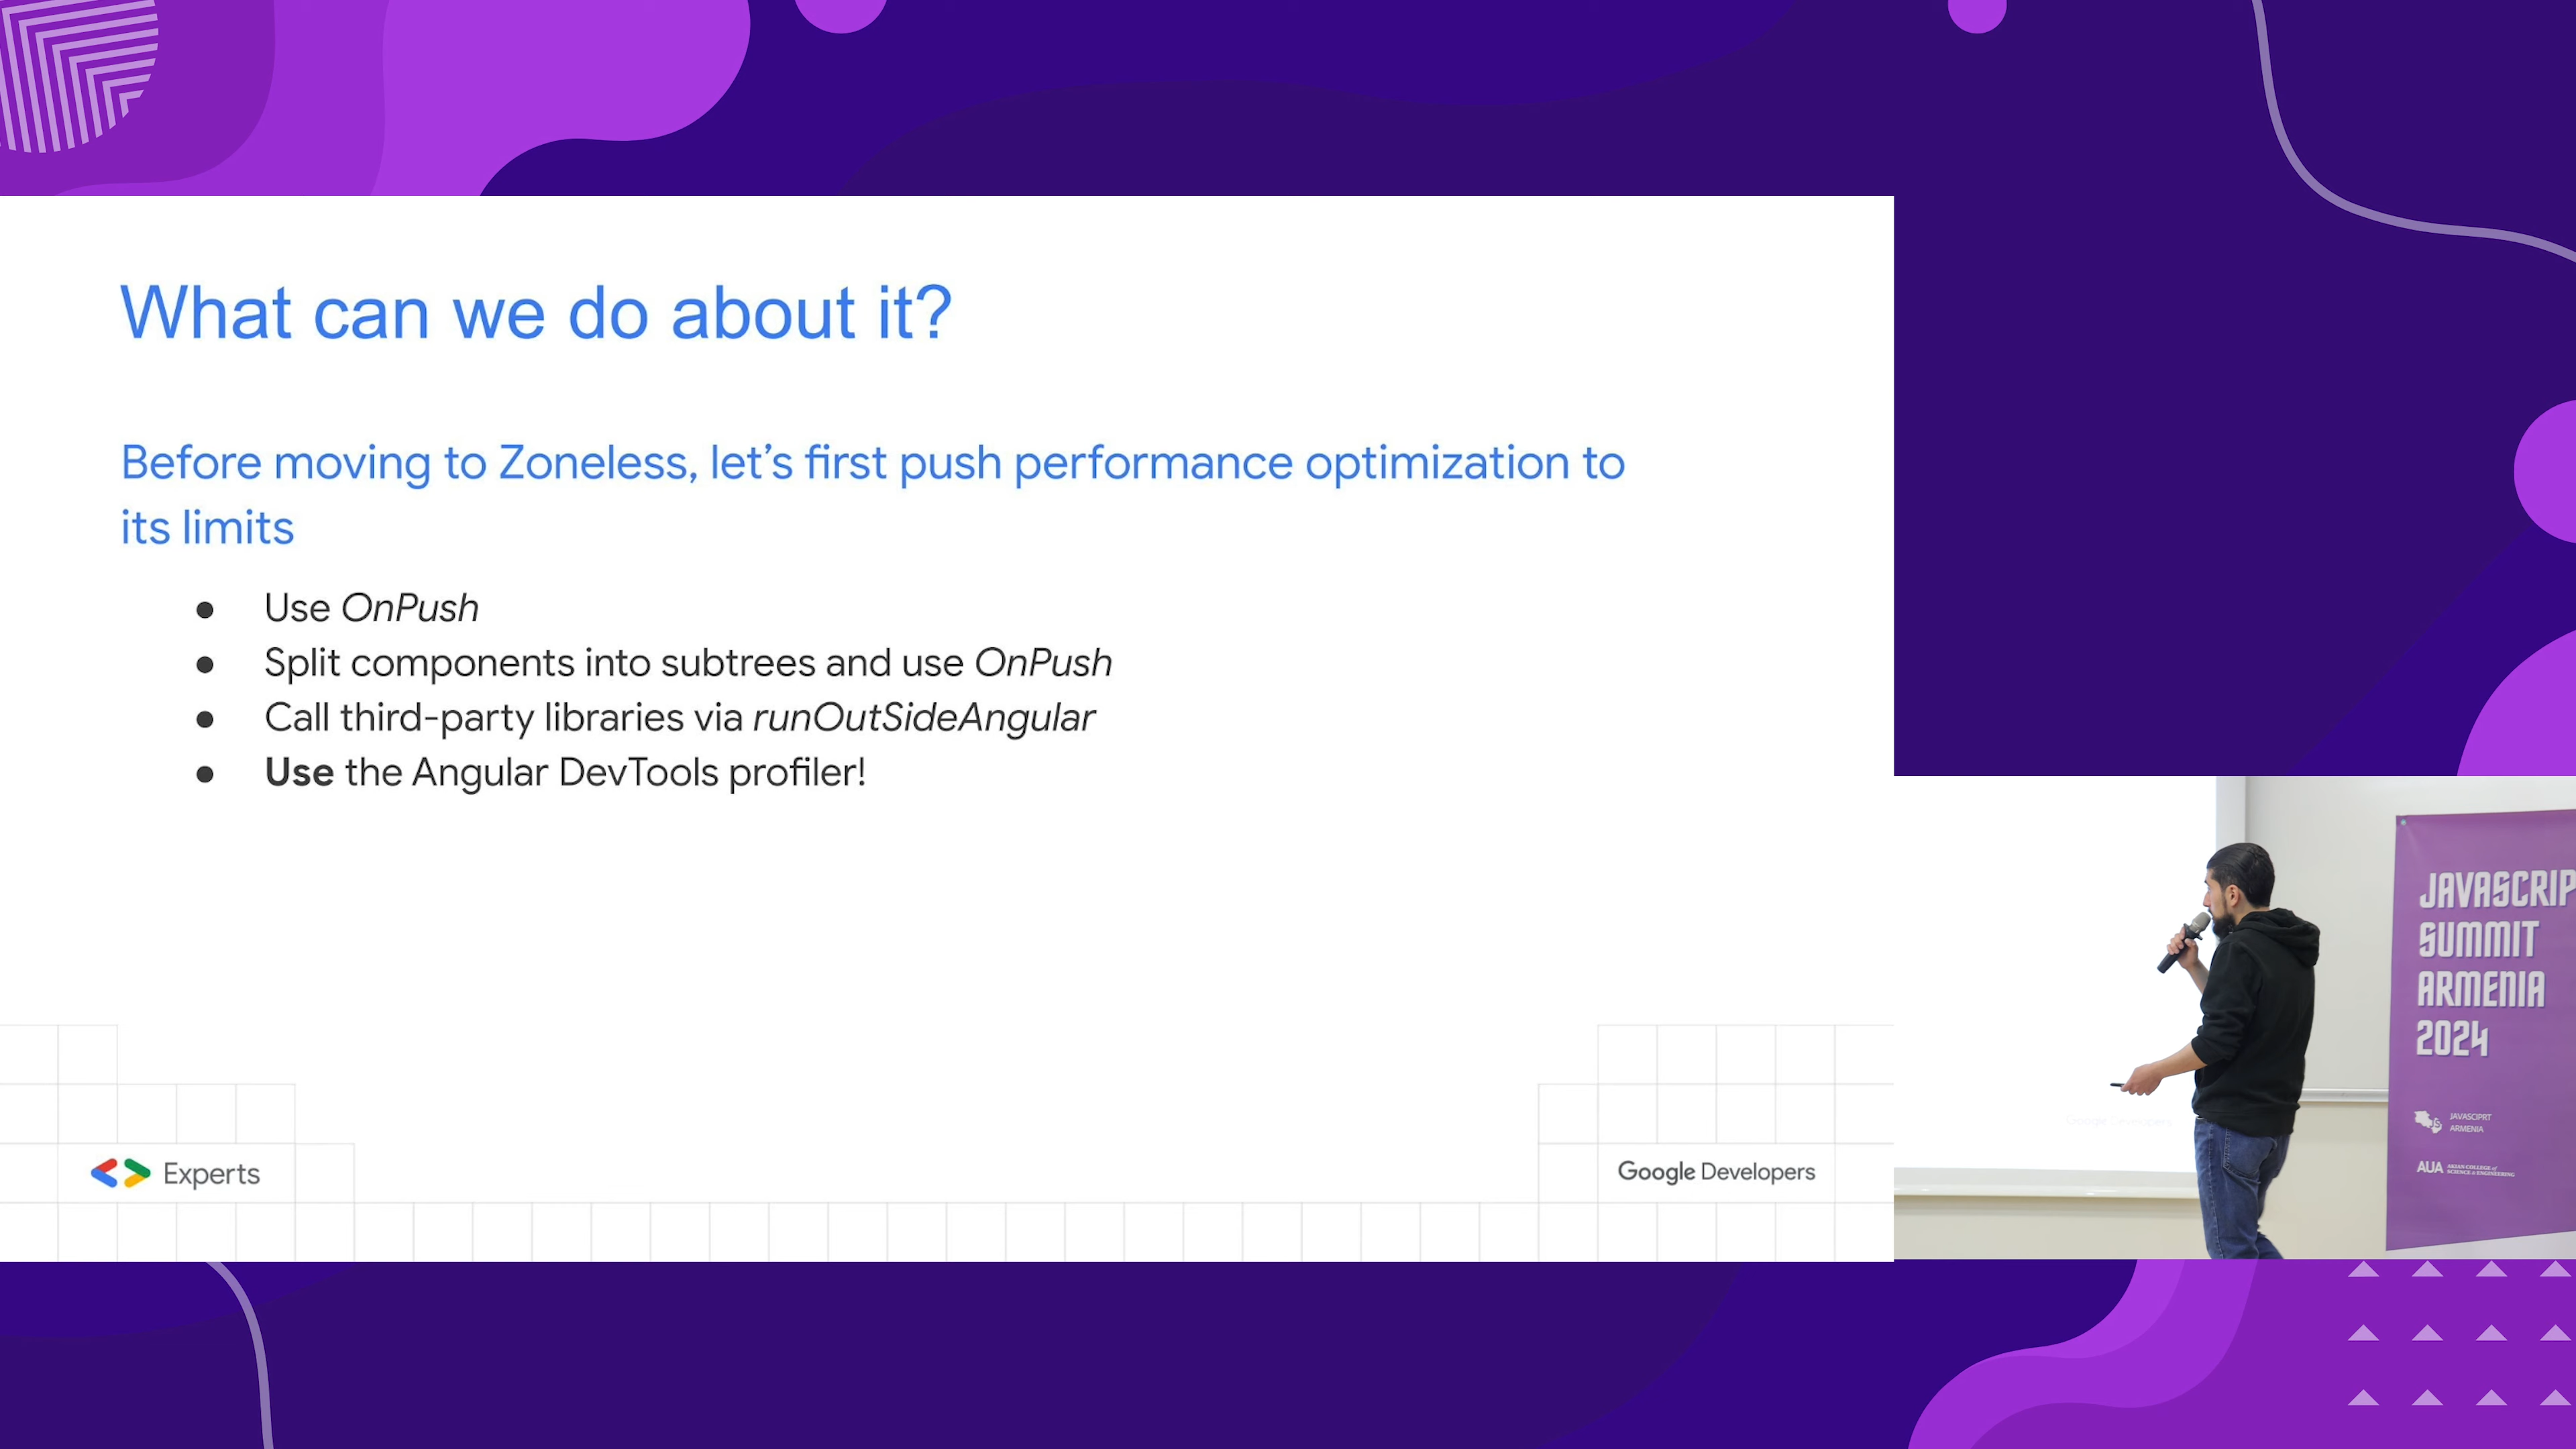 What can we do about it?
Before moving to Zoneless, let’s first push performance optimization to
its limits
● Use OnPush
● Split components into subtrees and use OnPush
● Call third-party libraries via runOutSideAngular
● Use the Angular DevTools profiler!
Experts
Google Developers
JAVASCRIP
SUMMIT
ARMENIA
2024
JAVASCIPRT
ARMENIA
AUA